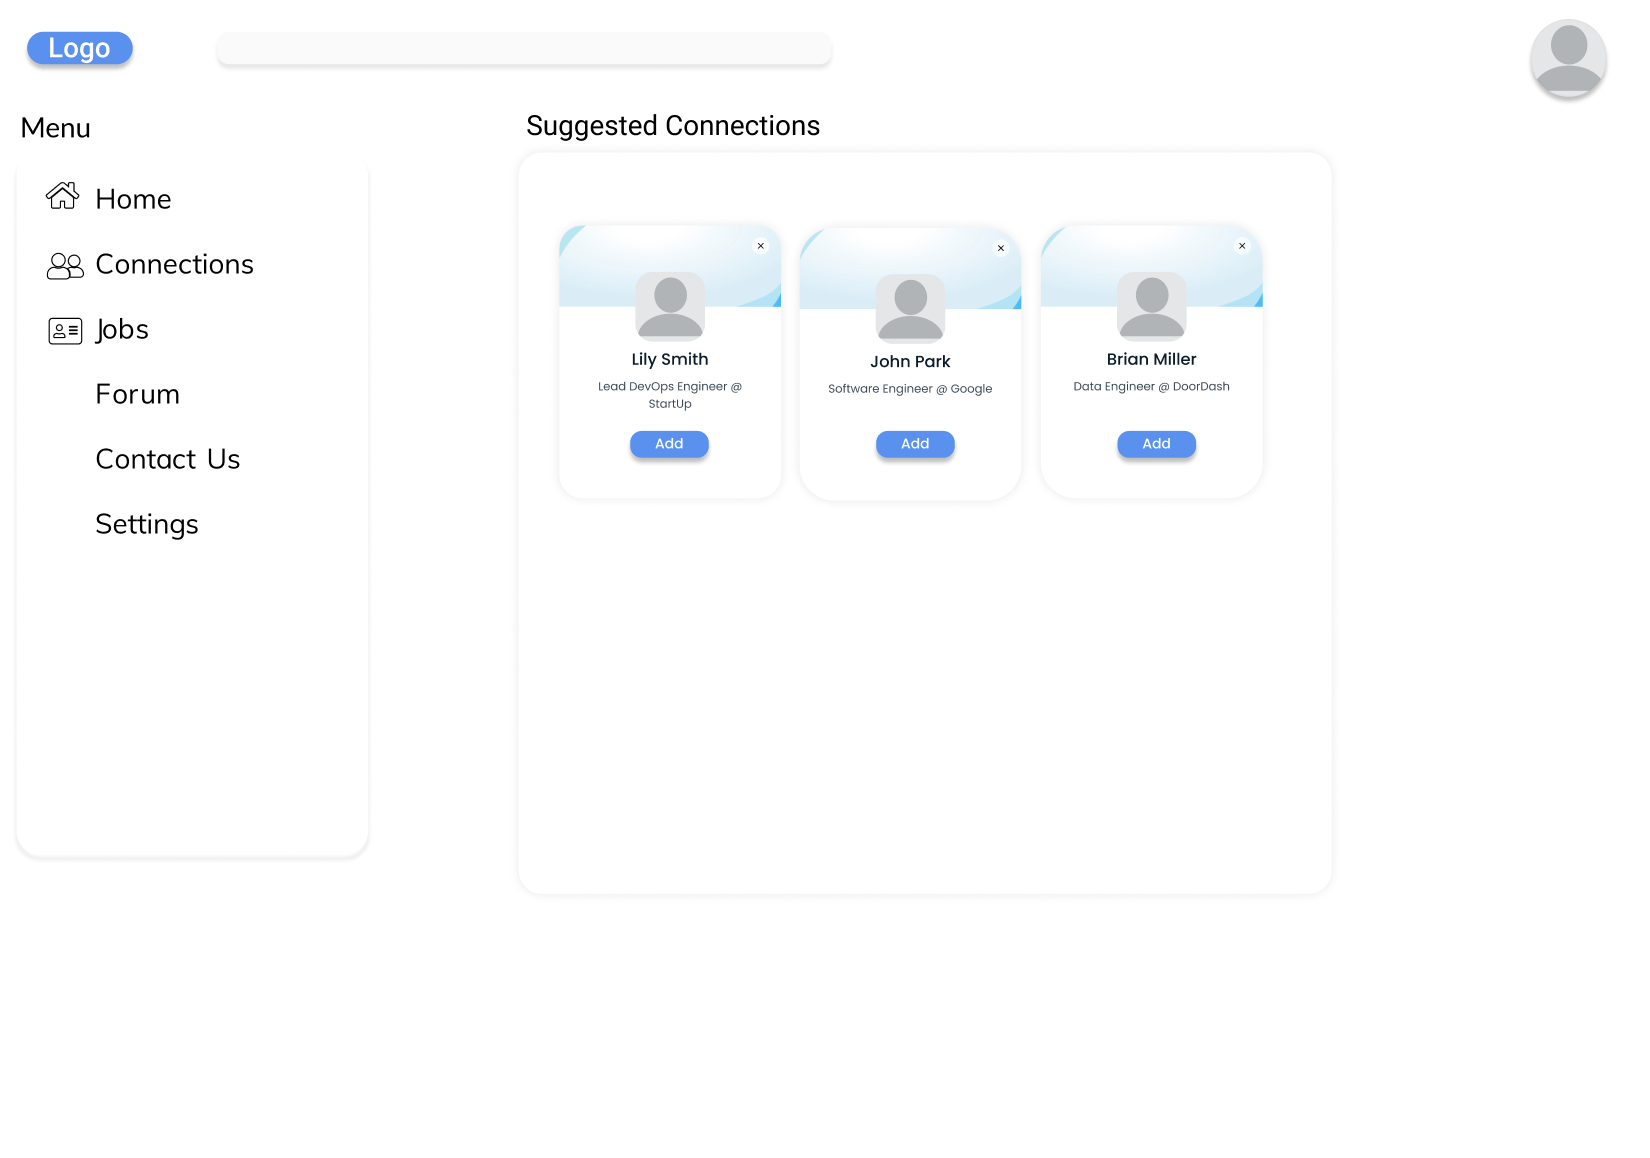 Logo
Menu
Home
Connections
Jobs
Forum
Contact Us
Settings
Suggested Connections
Lily Smith
Lead DevOps Engineer @
StartUp
Add
John Park
Software Engineer @ Google
Add
Brian Miller
Data Engineer @ DoorDash
Add